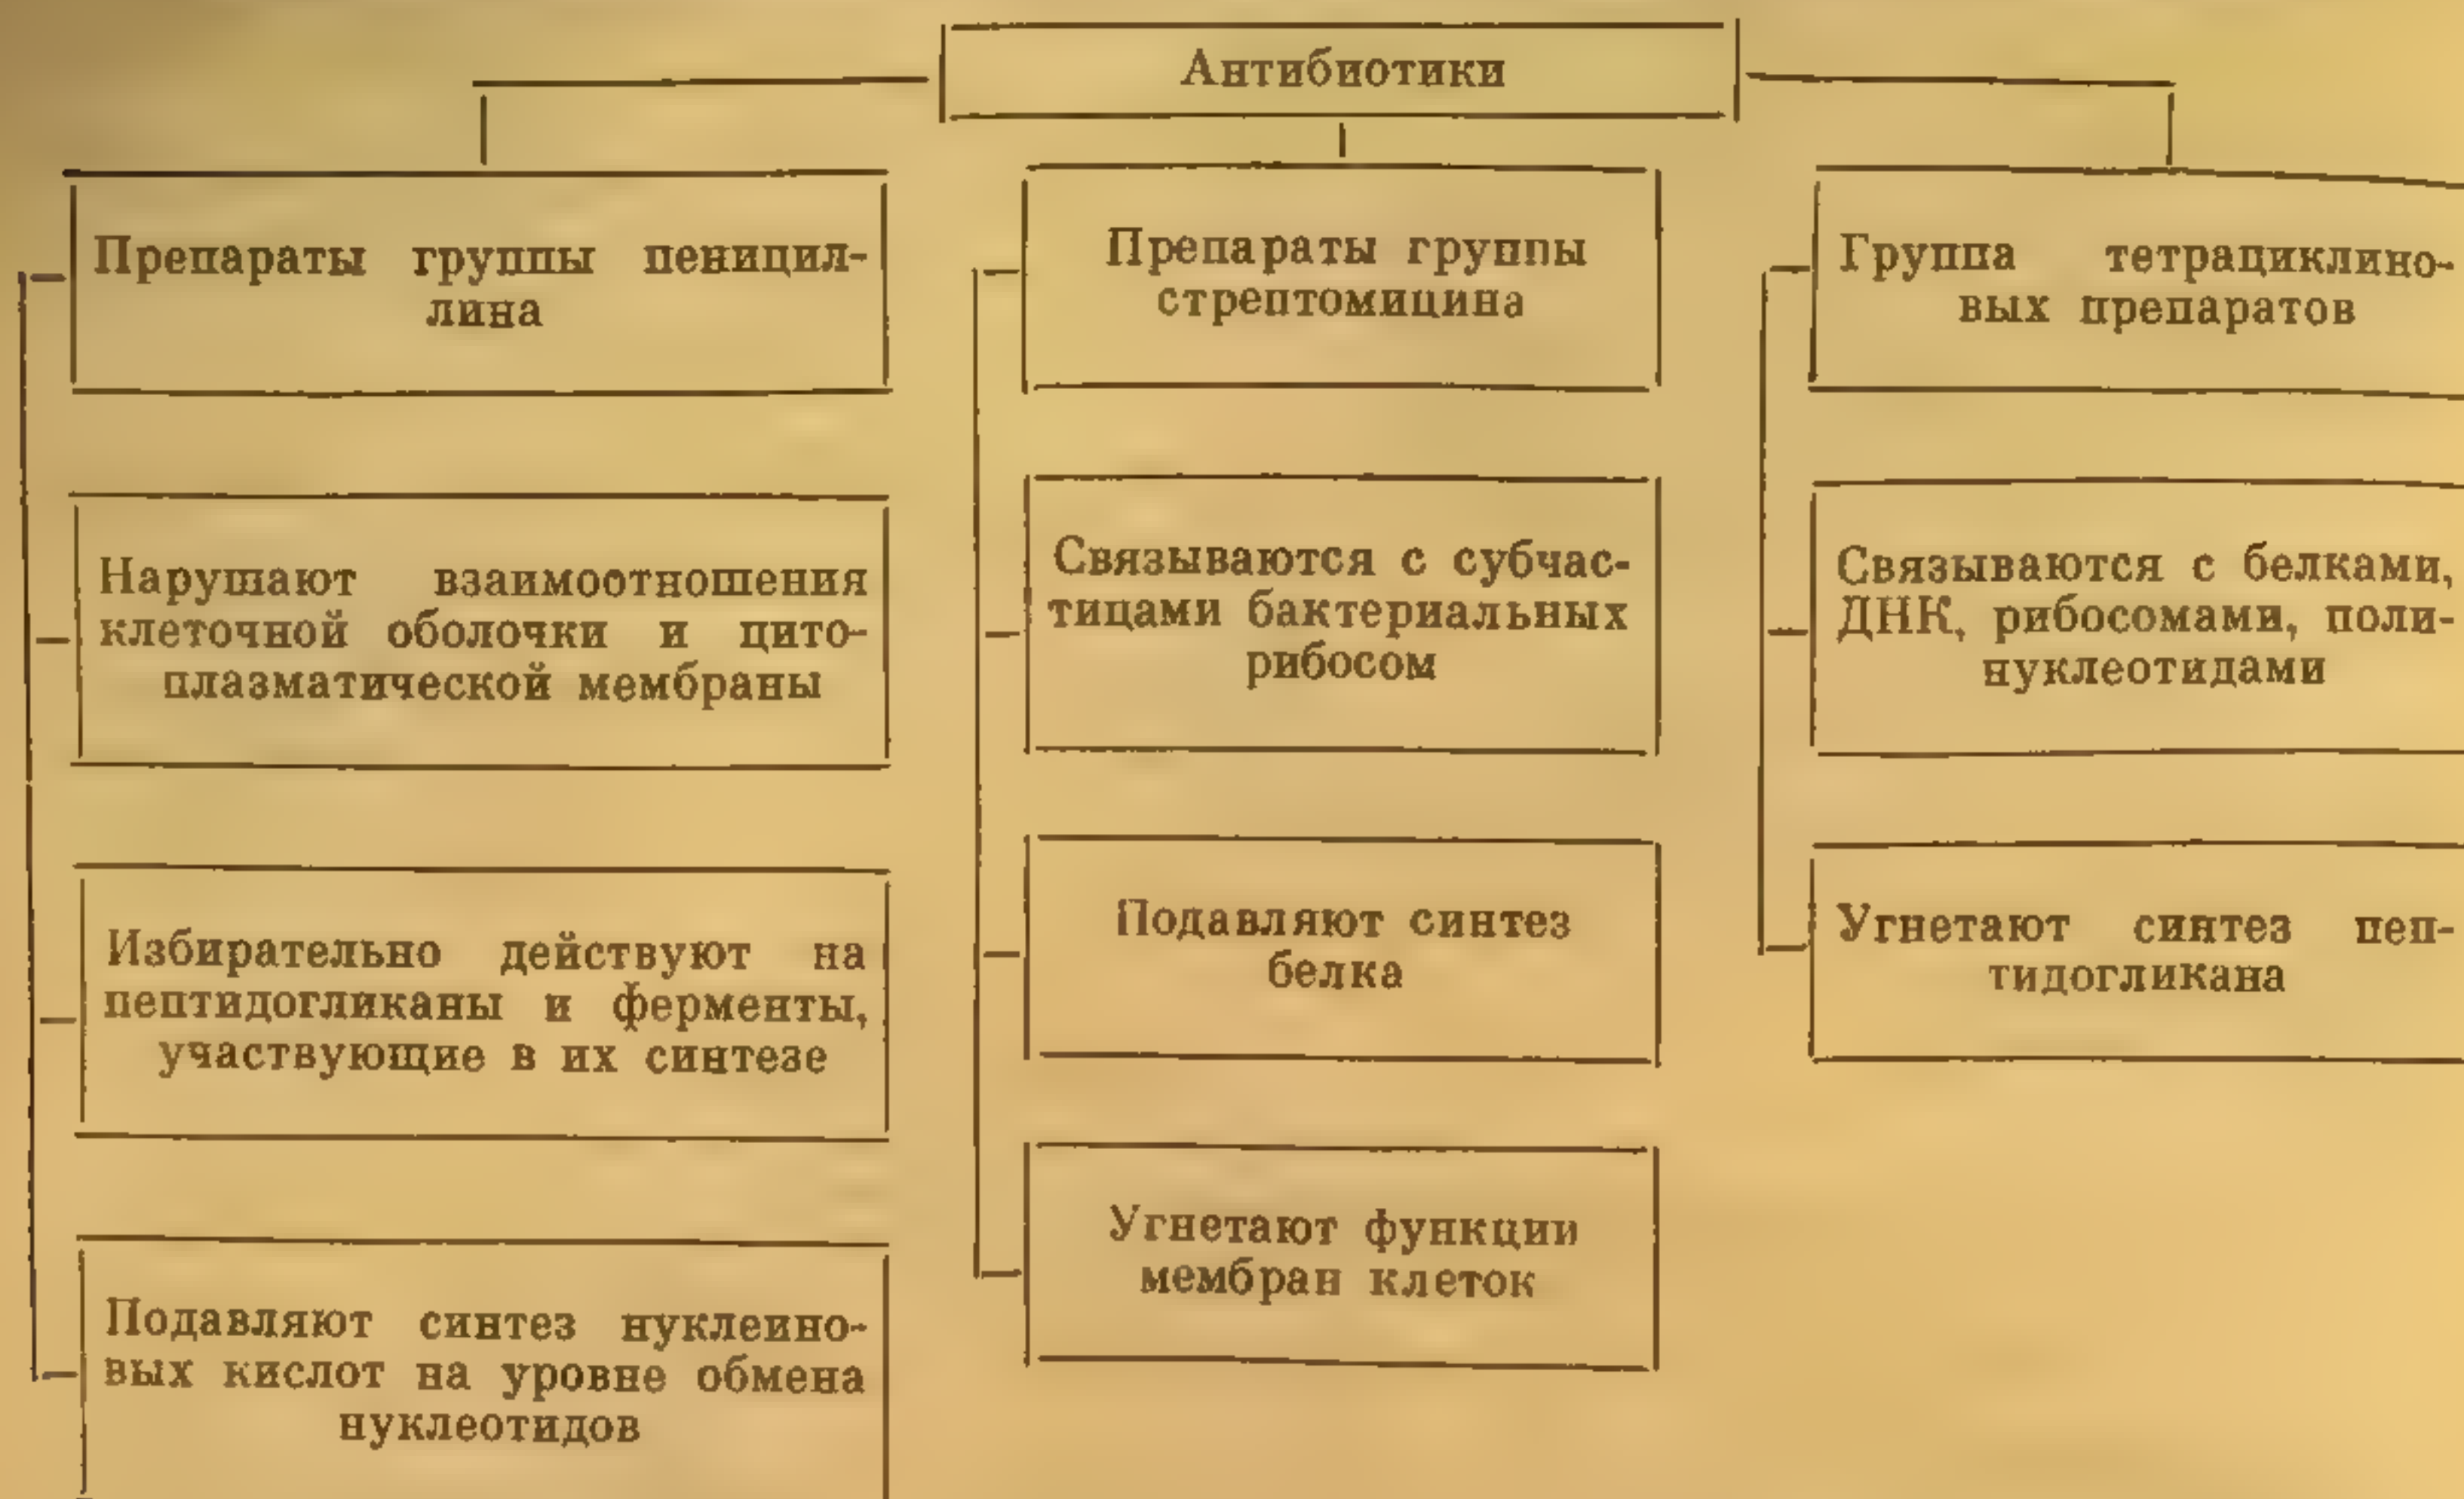 Антибиотики
Препараты группы пеницил-
лина
Нарушают взаимоотношения
клеточной оболочки и цито-
плазматической мембраны
Избирательно действуют на
пептидогликаны и ферменты,
участвующие в их синтезе
Подавляют синтез нуклеино-
вых кислот на уровне обмена
нуклеотидов
Препараты группы
стрептомицина
Связываются с субчас-
тицами бактериальных
рибосом
Подавляют синтез
белка
Угнетают функции
мембран клеток
Группа тетрациклино-
вых препаратов
Связываются с белками,
ДНК, рибосомами, поли-
нуклеотидами
Угнетают синтез пеп-
тидогликана